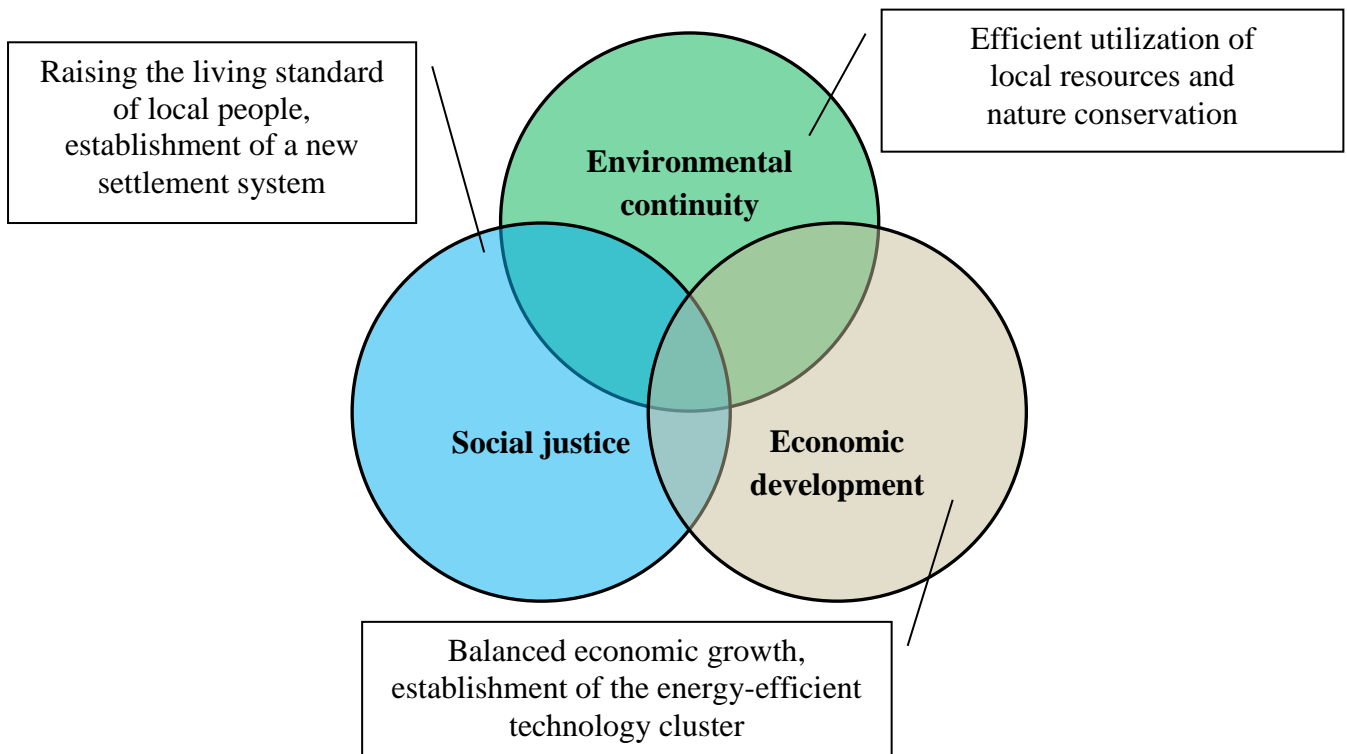 Raising the living standard
of local people,
establishment of a new
settlement system
Efficient utilization of
local resources and
nature conservation
Environmental
continuity
Social justice
Economic
development
Balanced economic growth,
establishment of the energy-efficient
technology cluster